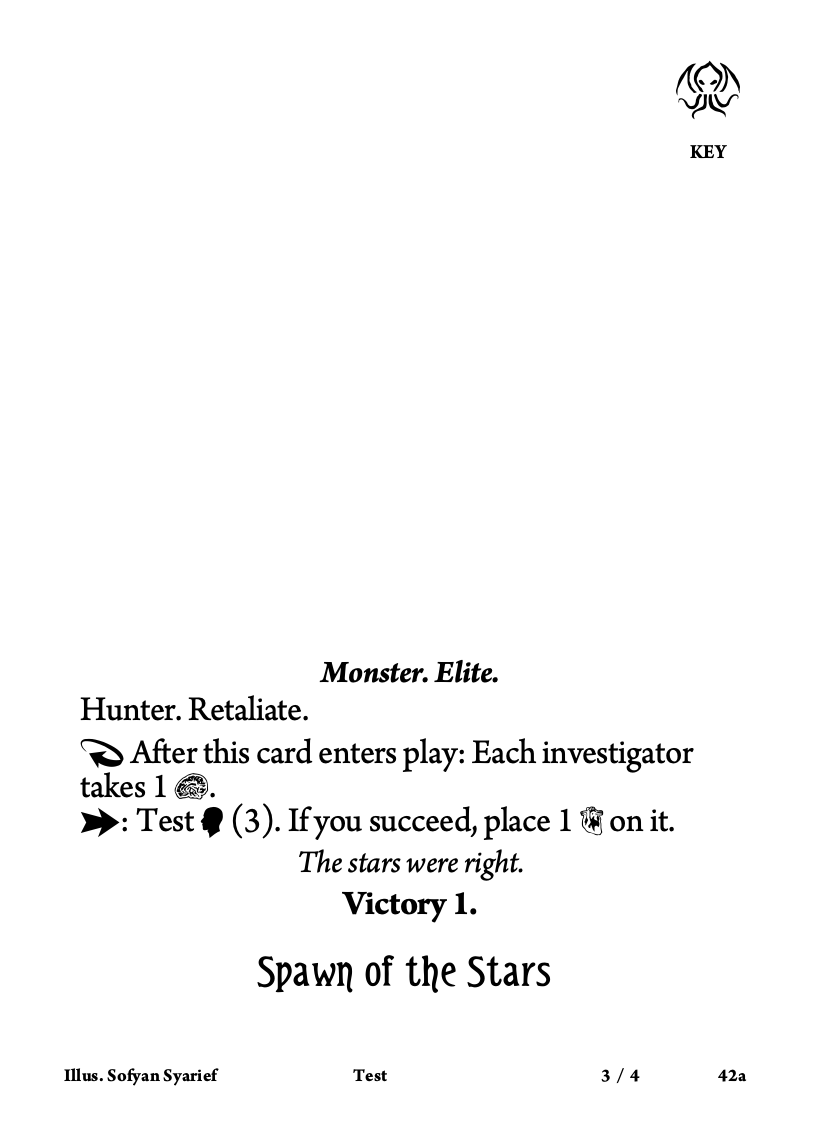 KEY
Monster. Elite.
Hunter. Retaliate.
After this card enters play: Each investigator
takes 1 .
: Test (3). If you succeed, place 1 on it.
The stars were right.
Victory 1.
Spawn of the Stars
Illus. Sofyan Syarief Test 3 / 4 42a